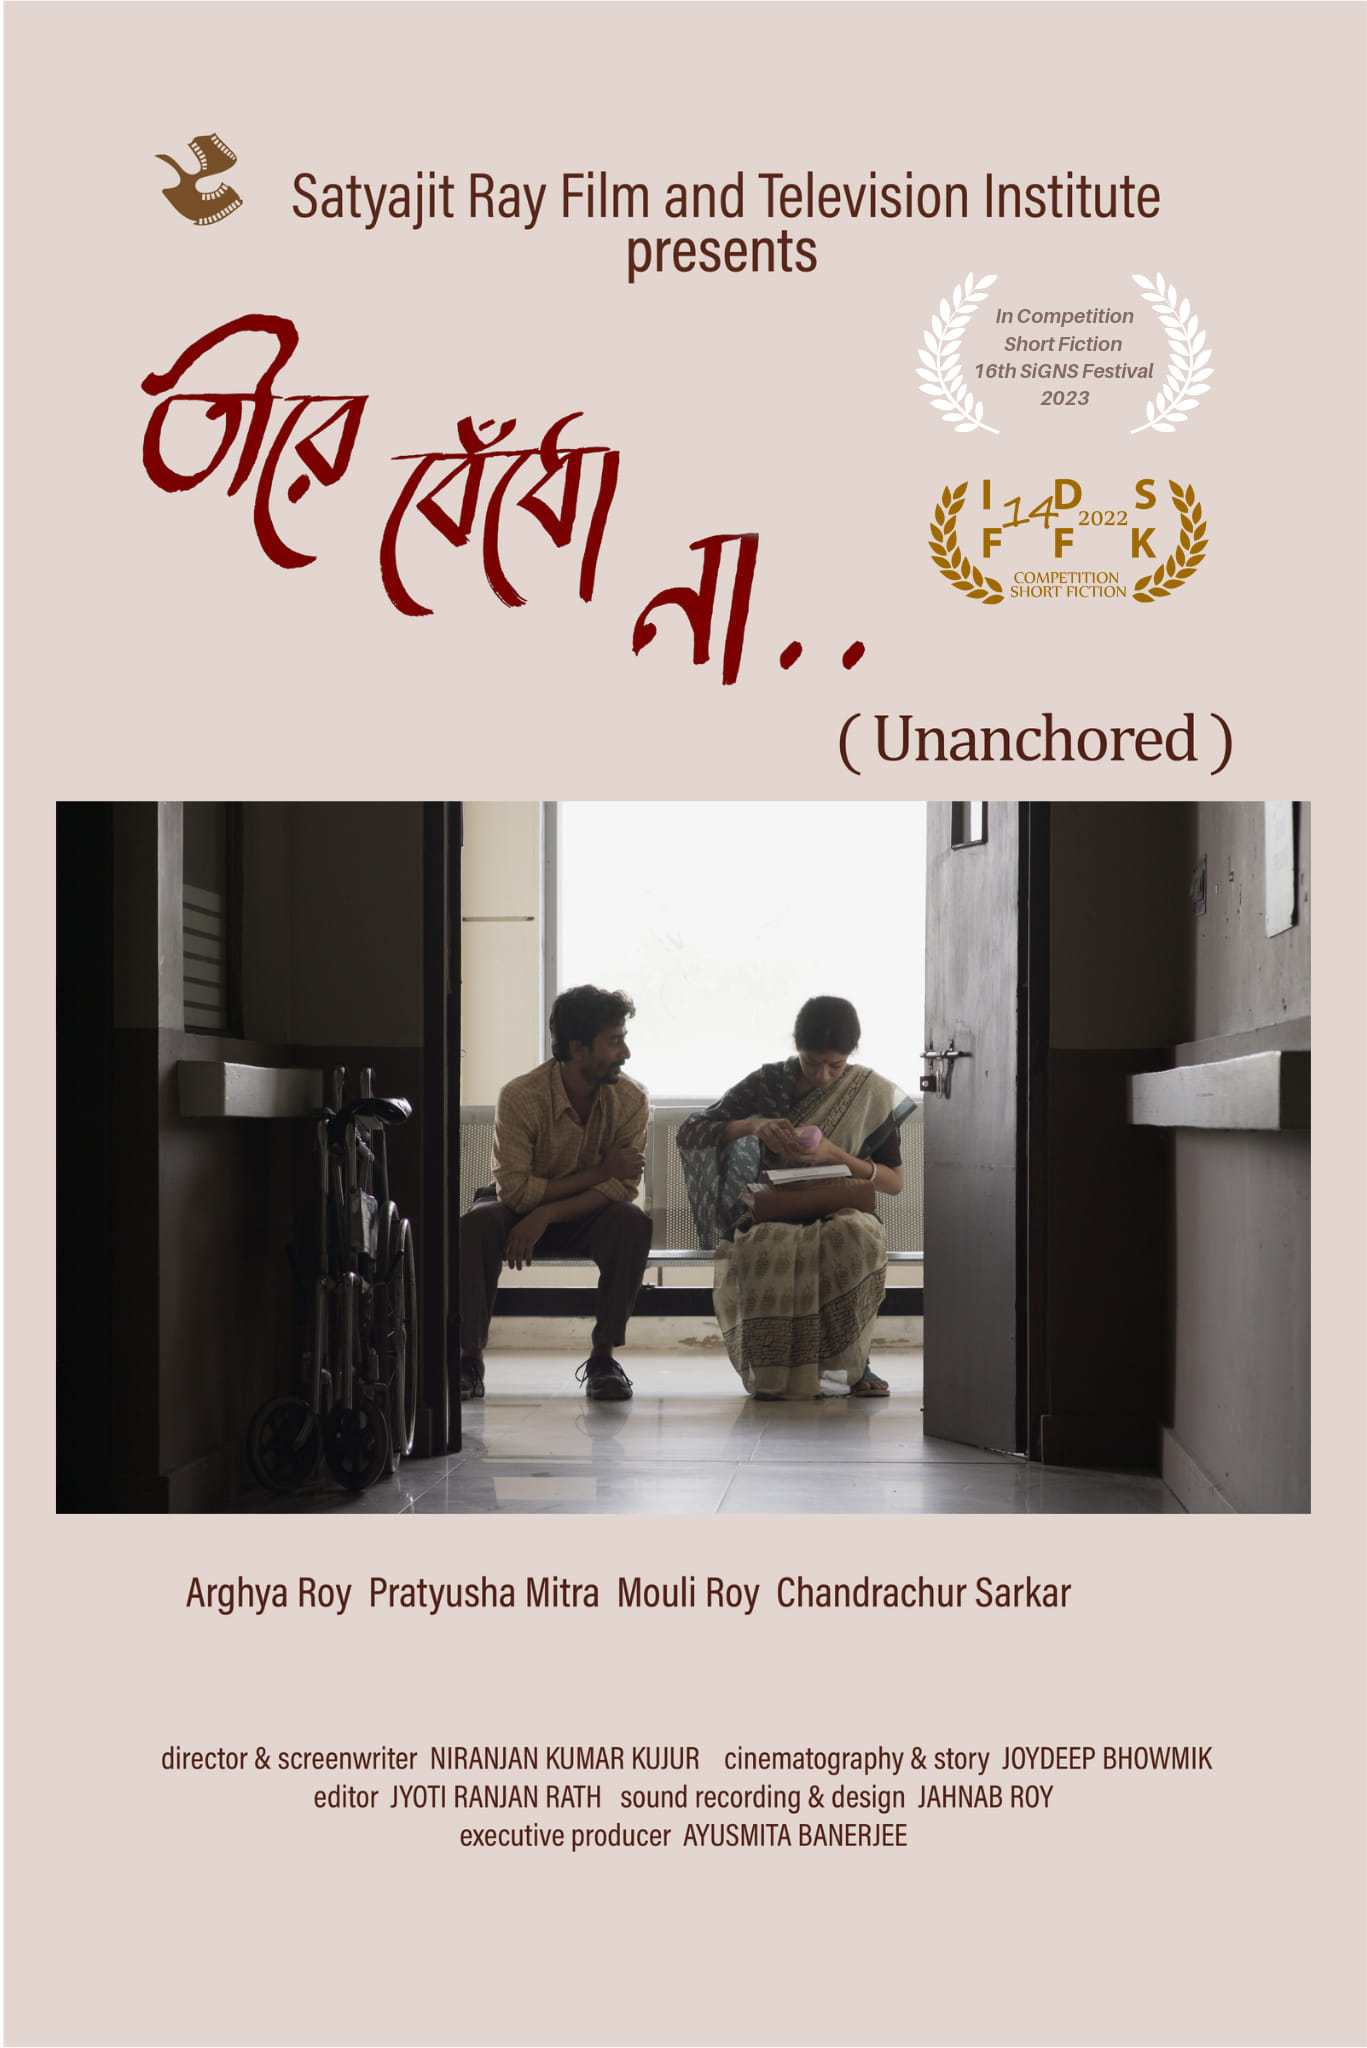 Satyajit Ray Film and Television Institute
presents
In Competition
Short Fiction
16th SiGNS Festival
2023
তীরে বেঁধো না..
I D S
14 2022
F F K
COMPETITION
SHORT FICTION
( Unanchored )
Arghya Roy Pratyusha Mitra Mouli Roy Chandrachur Sarkar
director & screenwriter NIRANJAN KUMAR KUJUR cinematography & story JOYDEEP BHOWMIK
editor JYOTI RANJAN RATH sound recording & design JAHNAB ROY
executive producer AYUSMITA BANERJEE